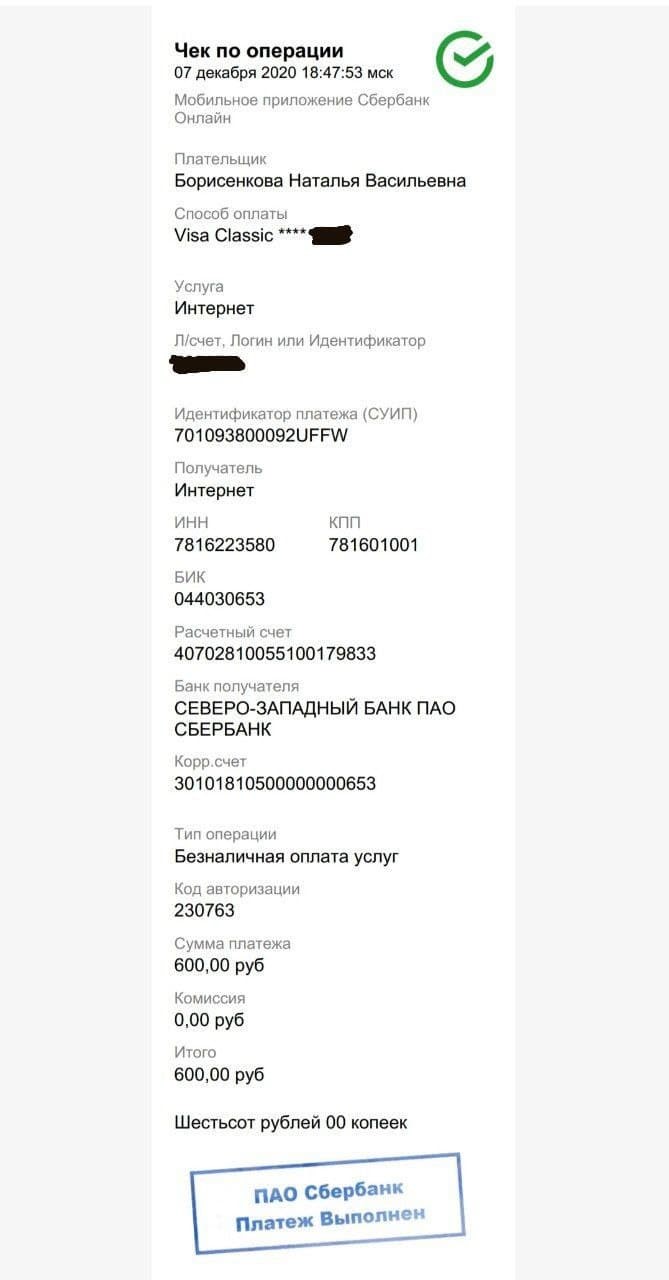 Чек по операции
07 декабря 2020 18:47:53 мск
Мобильное приложение Сбербанк
Онлайн
Плательщик
Борисенкова Наталья Васильевна
Способ оплаты
Visa Classic ****
Услуга
Интернет
Л/счет, Логин или Идентификатор
Идентификатор платежа (СУИП)
701093800092UFFW
Получатель
Интернет
ИНН КПП
7816223580 781601001
БИК
044030653
Расчетный счет
40702810055100179833
Банк получателя
СЕВЕРО-ЗАПАДНЫЙ БАНК ПАО
СБЕРБАНК
Корр.счет
30101810500000000653
Тип операции
Безналичная оплата услуг
Код авторизации
230763
Сумма платежа
600,00 руб
Комиссия
0,00 руб
Итого
600,00 руб
Шестьсот рублей 00 копеек
ПАО Сбербанк
Платеж Выполнен